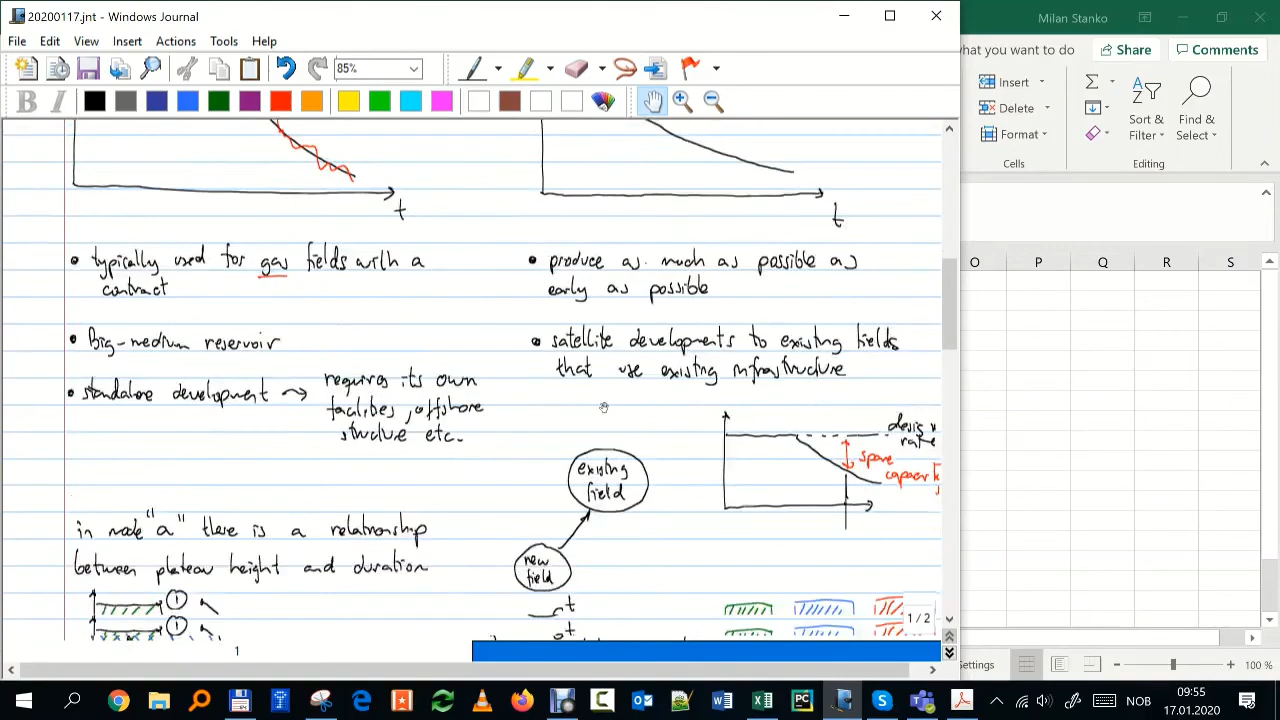 20200117.jnt - Windows Journal
Milan Stanko
File Edit View Insert Actions Tools Help
hat you want to do
Share
Comments
85%
Insert
Delete
Format
Sort &
Filter
Find &
Select
Cells
Editing
t
t
• typically used for gas fields with a
contract
• Big-medium reservoir
• standalone development ⇝ requires its own
facilities, offshore
structure etc.
• produce as much as possible as
early as possible
• satellite developments to existing fields
that use existing infrastructure
design
rate
spare
existing
field
new
field
in mode "a" there is a relationship
between plateau height and duration
1
1
t
t
1 / 2
1
O P Q R S
ettings
100 %
NOB
09:55
17.01.2020